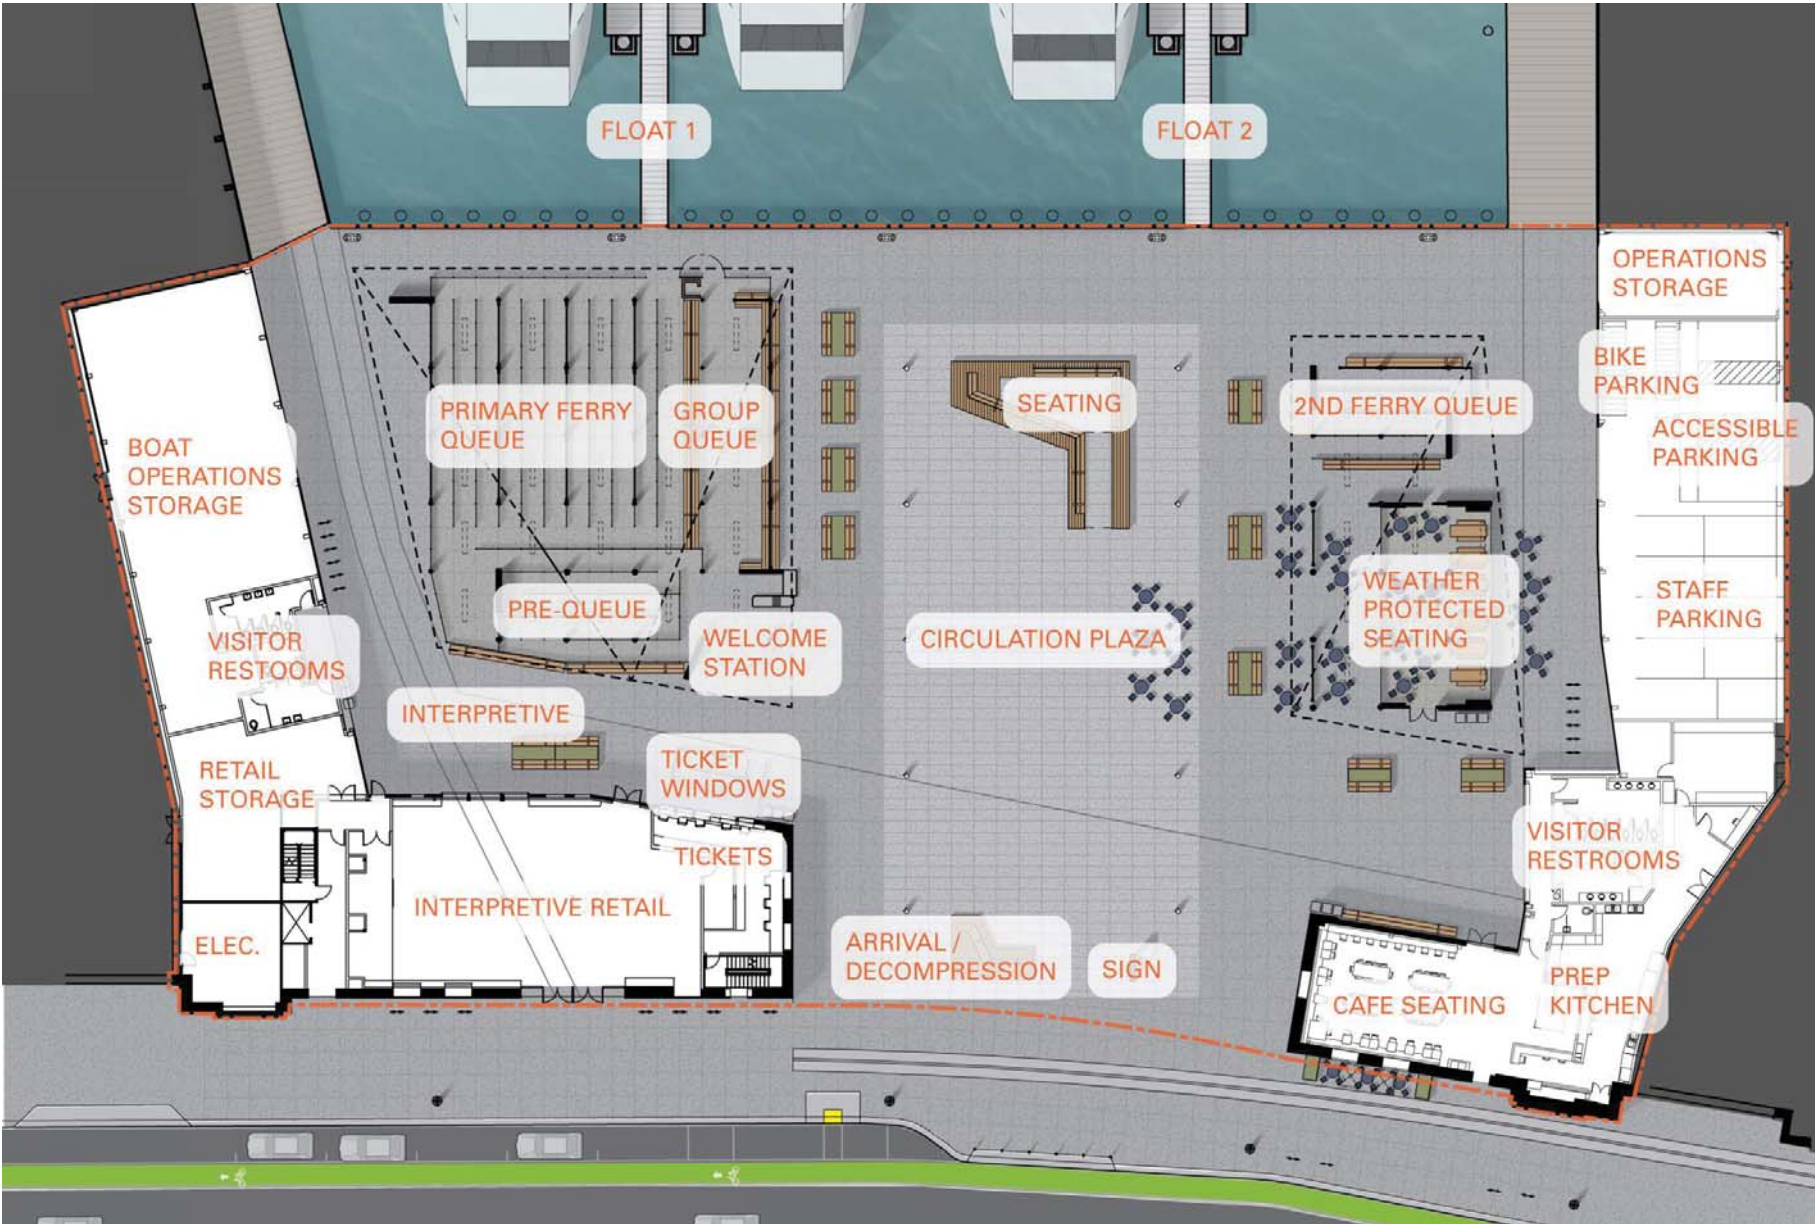 FLOAT 1
FLOAT 2
OPERATIONS
STORAGE
BIKE
PARKING
PRIMARY FERRY
QUEUE
GROUP
QUEUE
SEATING
2ND FERRY QUEUE
ACCESSIBLE
PARKING
BOAT
OPERATIONS
STORAGE
PRE-QUEUE
WELCOME
STATION
CIRCULATION PLAZA
WEATHER
PROTECTED
SEATING
STAFF
PARKING
VISITOR
RESTOOMS
INTERPRETIVE
TICKET
WINDOWS
RETAIL
STORAGE
TICKETS
VISITOR
RESTROOMS
INTERPRETIVE RETAIL
ELEC.
ARRIVAL /
DECOMPRESSION
SIGN
CAFE SEATING
PREP
KITCHEN